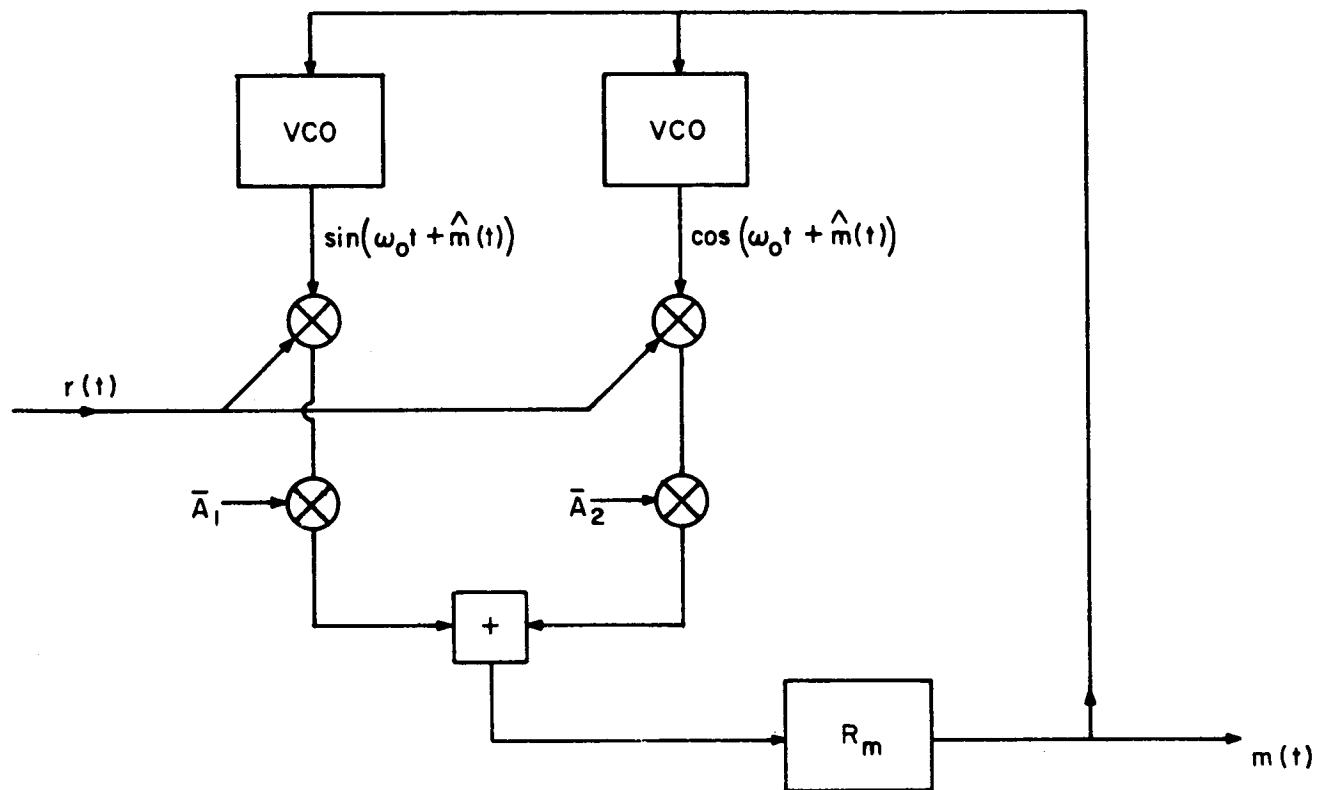 VCO
VCO
sin(ω₀t + m̂(t))
cos(ω₀t + m̂(t))
r(t)
Ā₁
Ā₂
+
Rₘ
m(t)